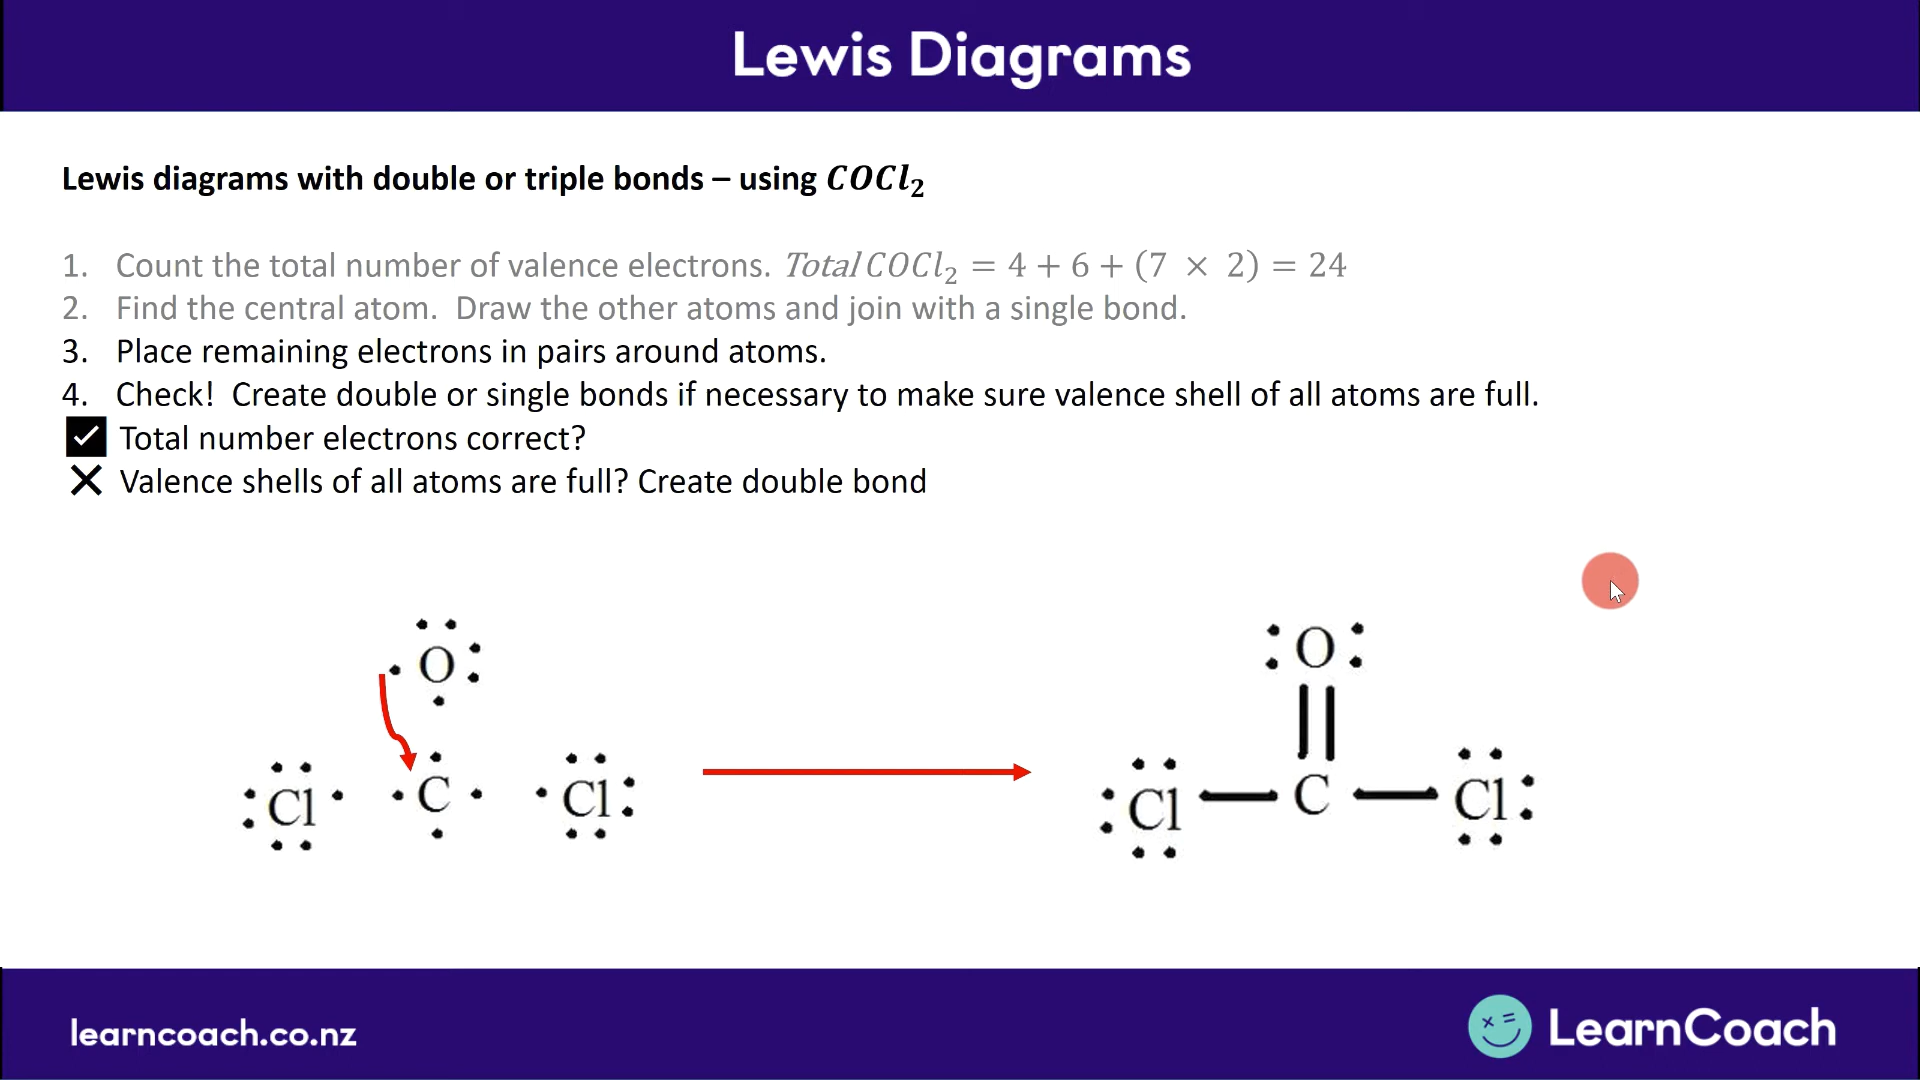 Lewis Diagrams
Lewis diagrams with double or triple bonds – using COCl₂
1. Count the total number of valence electrons. Total COCl₂ = 4 + 6 + (7 × 2) = 24
2. Find the central atom. Draw the other atoms and join with a single bond.
3. Place remaining electrons in pairs around atoms.
4. Check! Create double or single bonds if necessary to make sure valence shell of all atoms are full.
Total number electrons correct?
Valence shells of all atoms are full? Create double bond
O
Cl C Cl
O
Cl C Cl
learncoach.co.nz
LearnCoach